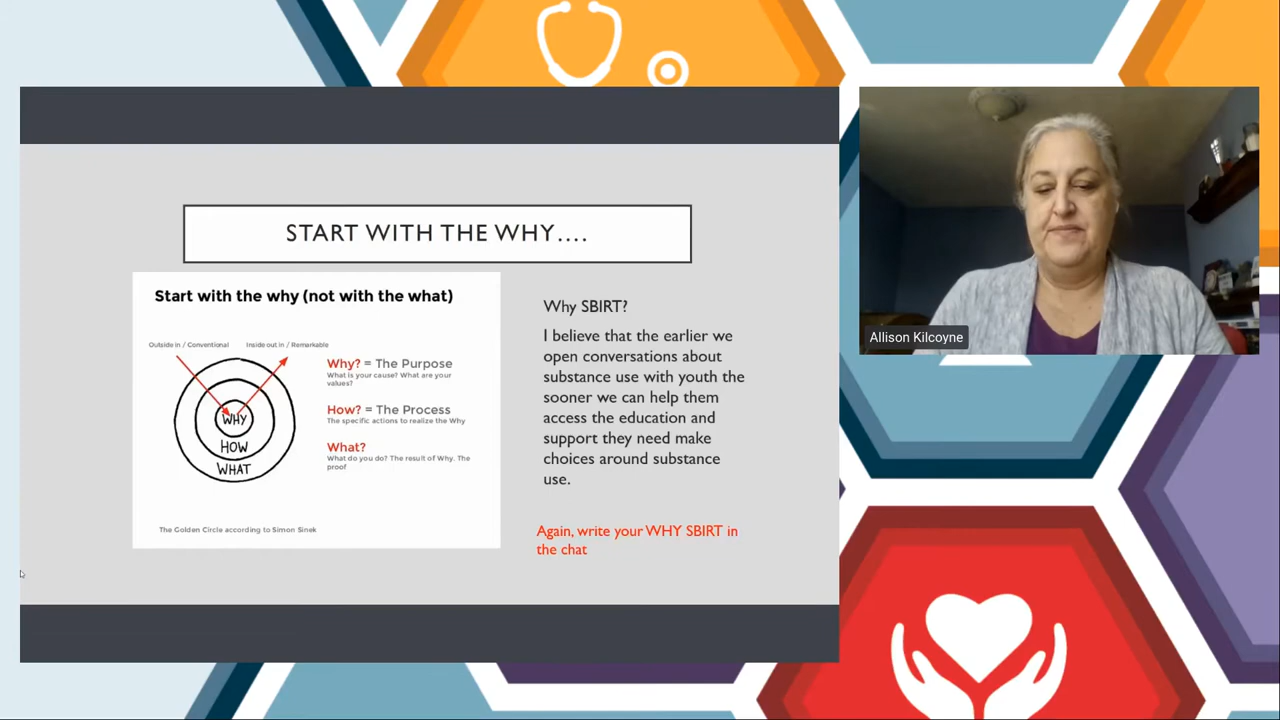 START WITH THE WHY....
Start with the why (not with the what)
Outside in / Conventional
Inside out in / Remarkable
WHY
HOW
WHAT
Why? = The Purpose
What is your cause? What are your
values?
How? = The Process
The specific actions to realize the Why
What?
What do you do? The result of Why. The
proof
The Golden Circle according to Simon Sinek
Why SBIRT?
I believe that the earlier we
open conversations about
substance use with youth the
sooner we can help them
access the education and
support they need make
choices around substance
use.
Again, write your WHY SBIRT in
the chat
Allison Kilcoyne